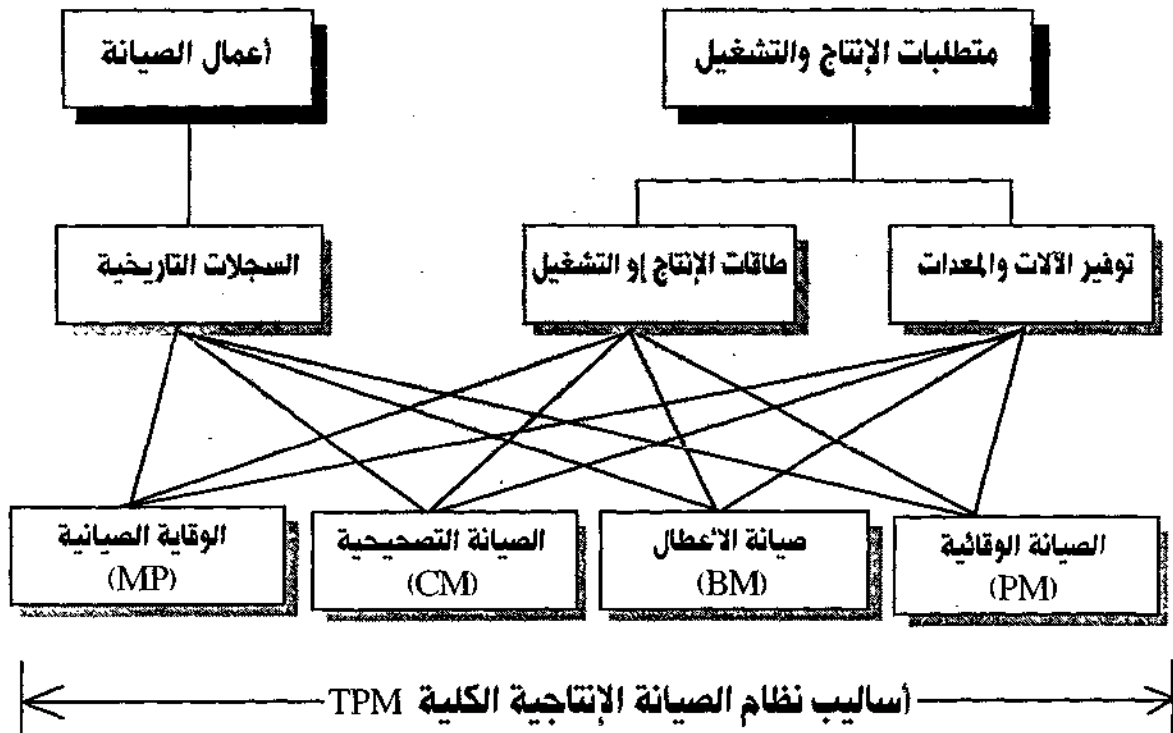 متطلبات الإنتاج والتشغيل
أعمال الصيانة
توفير الآلات والمعدات
طاقات الإنتاج إو التشغيل
السجلات التاريخية
الصيانة الوقائية
(PM)
صيانة الأعطال
(BM)
الصيانة التصحيحية
(CM)
الوقاية الصيانية
(MP)
أساليب نظام الصيانة الإنتاجية الكلية TPM